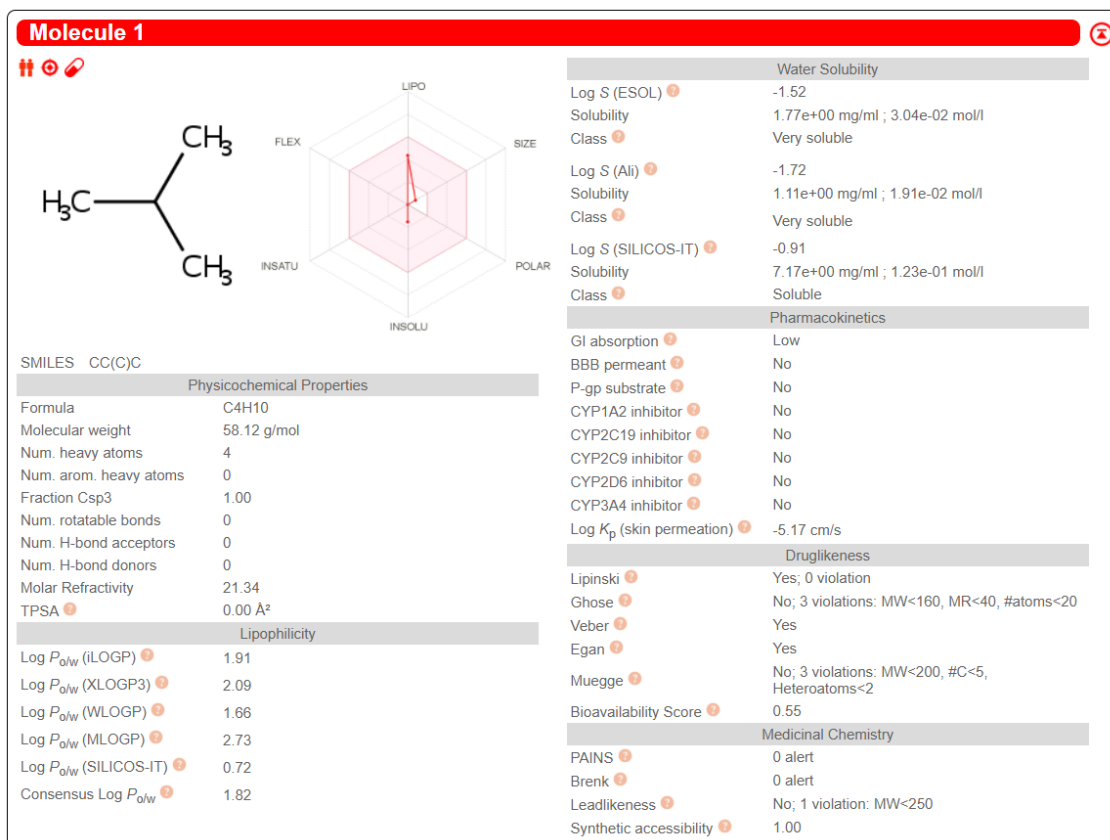 Molecule 1
CH3
H3C
CH3
LIPO
FLEX
SIZE
INSATU
POLAR
INSOLU
SMILES CC(C)C
Physicochemical Properties
Formula C4H10
Molecular weight 58.12 g/mol
Num. heavy atoms 4
Num. arom. heavy atoms 0
Fraction Csp3 1.00
Num. rotatable bonds 0
Num. H-bond acceptors 0
Num. H-bond donors 0
Molar Refractivity 21.34
TPSA ? 0.00 Å²
Lipophilicity
Log Po/w (iLOGP) ? 1.91
Log Po/w (XLOGP3) ? 2.09
Log Po/w (WLOGP) ? 1.66
Log Po/w (MLOGP) ? 2.73
Log Po/w (SILICOS-IT) ? 0.72
Consensus Log Po/w ? 1.82
Water Solubility
Log S (ESOL) ? -1.52
Solubility 1.77e+00 mg/ml ; 3.04e-02 mol/l
Class ? Very soluble
Log S (Ali) ? -1.72
Solubility 1.11e+00 mg/ml ; 1.91e-02 mol/l
Class ? Very soluble
Log S (SILICOS-IT) ? -0.91
Solubility 7.17e+00 mg/ml ; 1.23e-01 mol/l
Class ? Soluble
Pharmacokinetics
GI absorption ? Low
BBB permeant ? No
P-gp substrate ? No
CYP1A2 inhibitor ? No
CYP2C19 inhibitor ? No
CYP2C9 inhibitor ? No
CYP2D6 inhibitor ? No
CYP3A4 inhibitor ? No
Log Kp (skin permeation) ? -5.17 cm/s
Druglikeness
Lipinski ? Yes; 0 violation
Ghose ? No; 3 violations: MW<160, MR<40, #atoms<20
Veber ? Yes
Egan ? Yes
Muegge ? No; 3 violations: MW<200, #C<5,
Heteroatoms<2
Bioavailability Score ? 0.55
Medicinal Chemistry
PAINS ? 0 alert
Brenk ? 0 alert
Leadlikeness ? No; 1 violation: MW<250
Synthetic accessibility ? 1.00